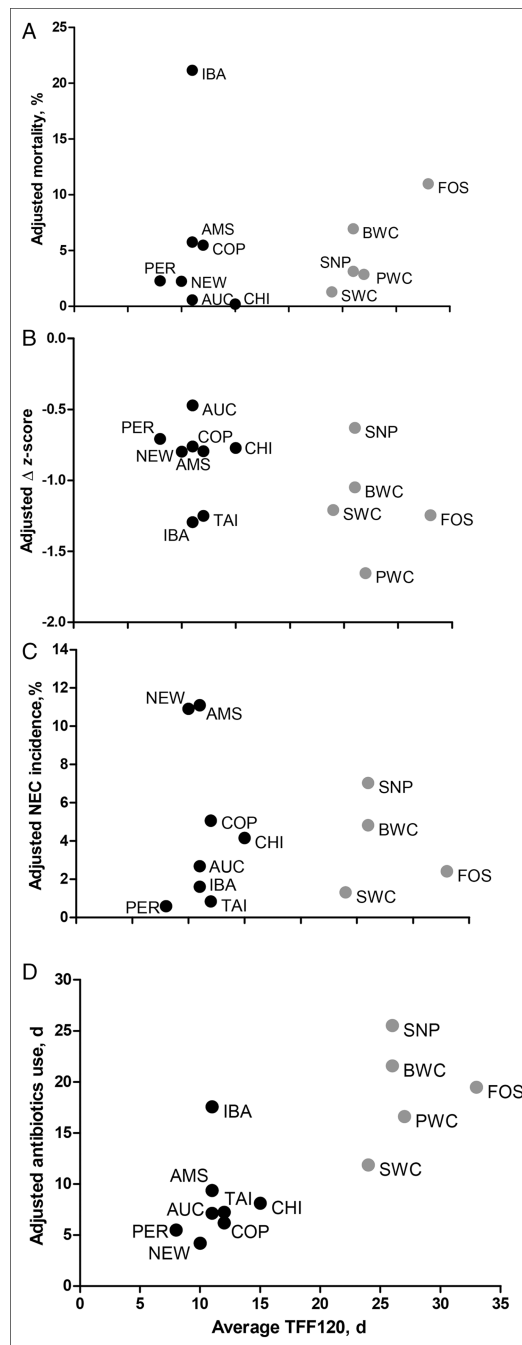 A
Adjusted mortality, %
25
20
15
10
5
0
IBA
FOS
AMS
BWC
COP
SNP
PER
NEW
PWC
AUC
CHI
SWC
B
Adjusted Δ z-score
0.0
-0.5
-1.0
-1.5
-2.0
AUC
PER
COP
SNP
NEW
AMS
CHI
BWC
SWC
FOS
IBA
TAI
PWC
C
Adjusted NEC incidence,%
14
12
10
8
6
4
2
0
NEW
AMS
SNP
COP
BWC
CHI
AUC
FOS
IBA
SWC
PER
TAI
D
Adjusted antibiotics use, d
30
25
20
15
10
5
0
SNP
BWC
FOS
IBA
PWC
SWC
AMS
TAI
AUC
CHI
PER
COP
NEW
0 5 10 15 20 25 30 35
Average TFF120, d